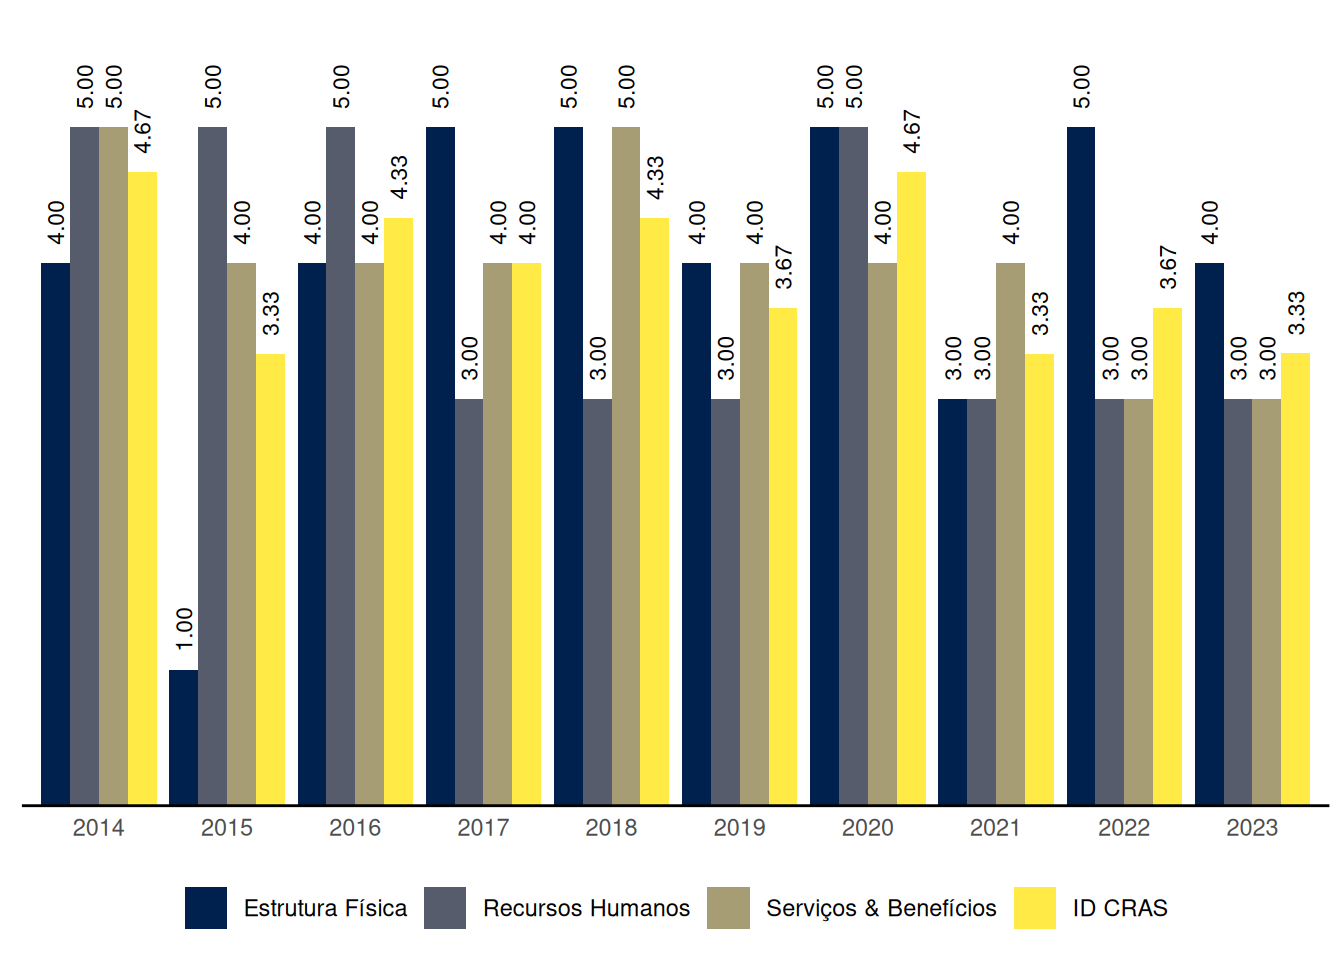 4.00 5.00 5.00 4.67 1.00 5.00 4.00 3.33 4.00 5.00 4.00 4.33 5.00 3.00 4.00 4.00 5.00 3.00 5.00 4.33 4.00 3.00 4.00 3.67 5.00 5.00 4.00 4.67 3.00 3.00 4.00 3.33 5.00 3.00 3.00 3.67 4.00 3.00 3.00 3.33
2014 2015 2016 2017 2018 2019 2020 2021 2022 2023
Estrutura Física Recursos Humanos Serviços & Benefícios ID CRAS